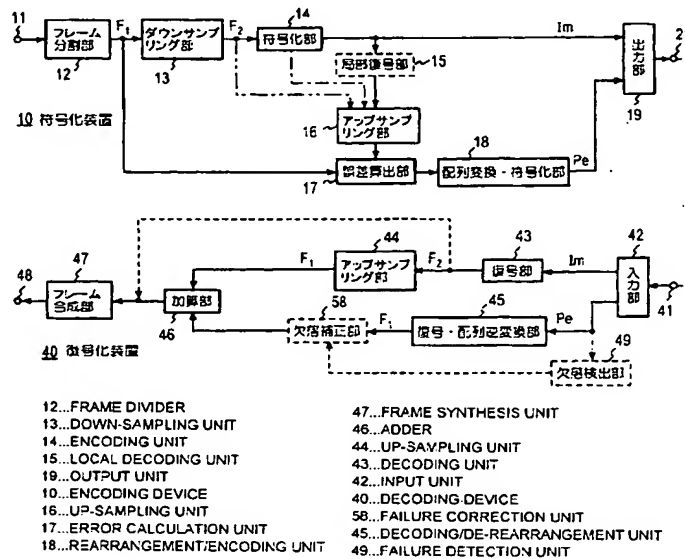 11
フレーム
分割部
12
F1
ダウンサンプ
リング部
13
F2
14
符号化部
Im
局部復号部
15
出力部
19
2
10 符号化装置
16
アップサンプ
リング部
17
誤差算出部
18
配列変換・符号化部
Pe
47
48
フレーム
合成部
加算部
46
F1
44
アップサンプ
リング部
F2
43
復号部
Im
42
入力部
41
58
欠落補正部
F1
45
復号・配列逆変換部
Pe
49
欠落検出部
40 復号化装置
12...FRAME DIVIDER
13...DOWN-SAMPLING UNIT
14...ENCODING UNIT
15...LOCAL DECODING UNIT
19...OUTPUT UNIT
10...ENCODING DEVICE
16...UP-SAMPLING UNIT
17...ERROR CALCULATION UNIT
18...REARRANGEMENT/ENCODING UNIT
47...FRAME SYNTHESIS UNIT
46...ADDER
44...UP-SAMPLING UNIT
43...DECODING UNIT
42...INPUT UNIT
40...DECODING DEVICE
58...FAILURE CORRECTION UNIT
45...DECODING/DE-REARRANGEMENT UNIT
49...FAILURE DETECTION UNIT